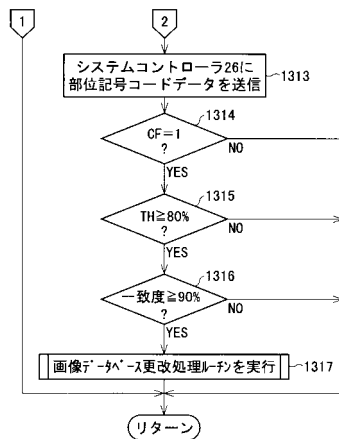 1
2
システムコントローラ26に
部位記号コードデータを送信
1313
1314
CF=1
?
NO
YES
1315
TH≧80%
?
NO
YES
1316
一致度≧90%
?
NO
YES
画像データベース更改処理ルーチンを実行
1317
リターン